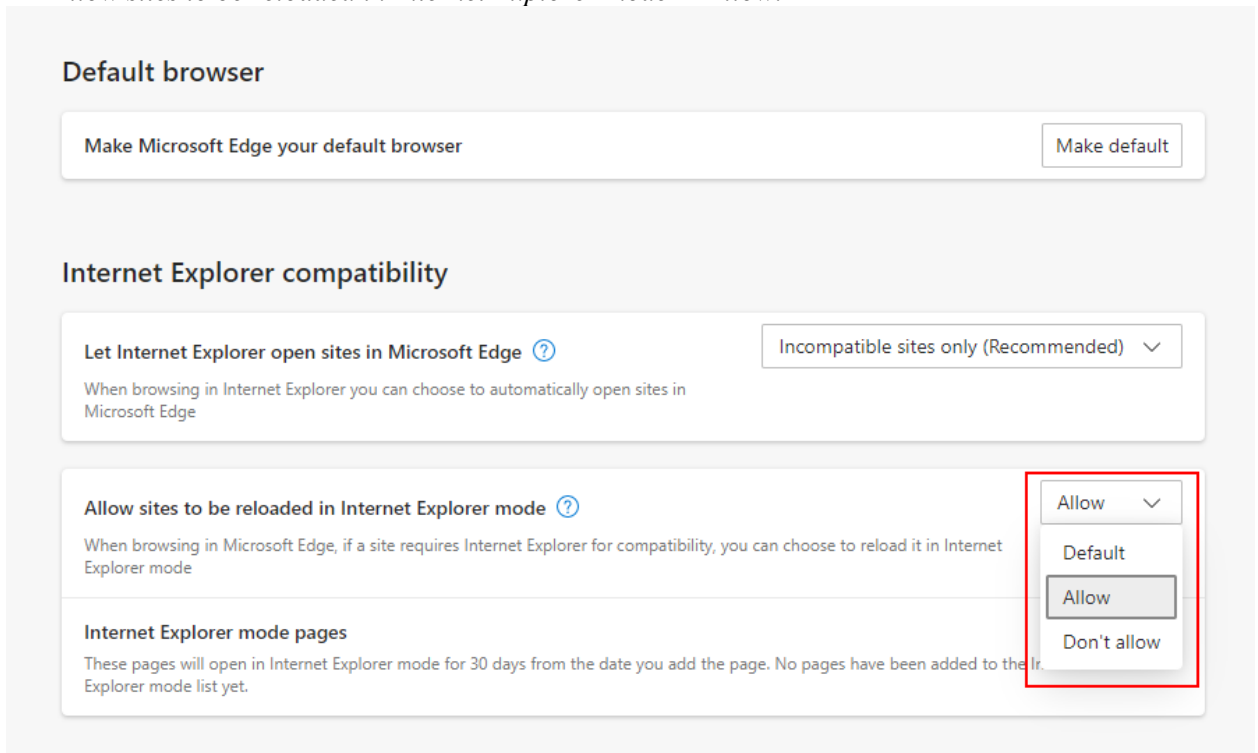 Default browser
Make Microsoft Edge your default browser
Make default
Internet Explorer compatibility
Let Internet Explorer open sites in Microsoft Edge
Incompatible sites only (Recommended)
When browsing in Internet Explorer you can choose to automatically open sites in
Microsoft Edge
Allow sites to be reloaded in Internet Explorer mode
Allow
When browsing in Microsoft Edge, if a site requires Internet Explorer for compatibility, you can choose to reload it in Internet
Explorer mode
Default
Allow
Don't allow
Internet Explorer mode pages
These pages will open in Internet Explorer mode for 30 days from the date you add the page. No pages have been added to the
Explorer mode list yet.